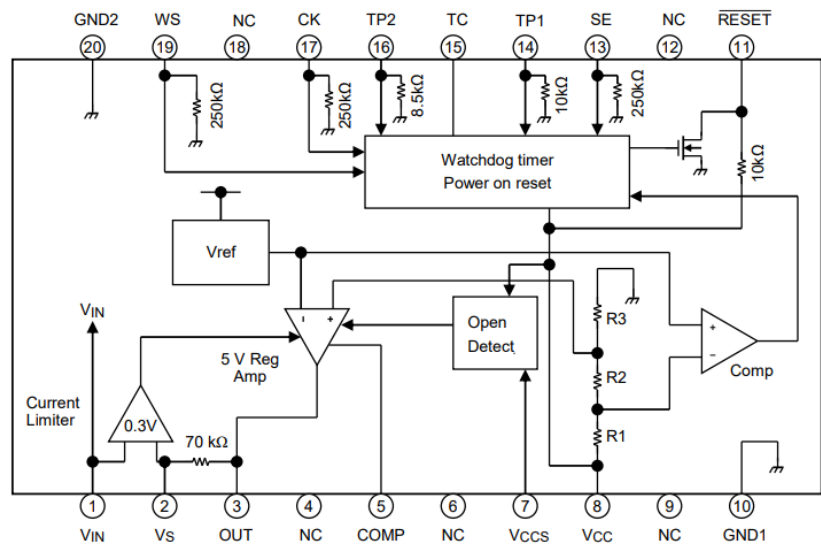 GND2 WS NC CK TP2 TC TP1 SE NC RESET
20 19 18 17 16 15 14 13 12 11
250kΩ 250kΩ 8.5kΩ 10kΩ 250kΩ
Watchdog timer
Power on reset
10kΩ
Vref
VIN
- +
Open
Detect
R3
+
5 V Reg
Amp
R2
-
Comp
Current
Limiter
0.3V
70 kΩ
R1
1 2 3 4 5 6 7 8 9 10
VIN VS OUT NC COMP NC VCCS VCC NC GND1